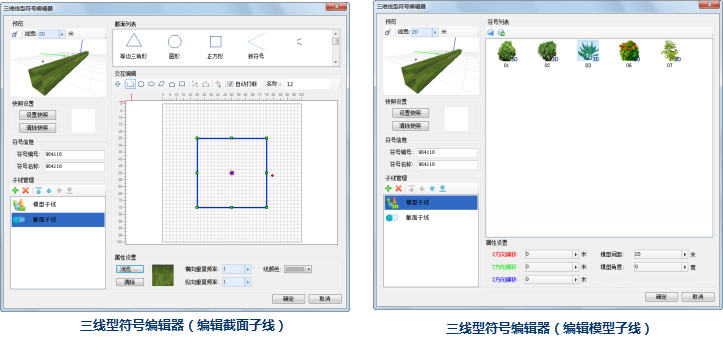 三维线型符号编辑器
预览
线宽: 20 米
快照设置
设置快照
清除快照
符号信息
符号编号: 964118
符号名称: 964118
子线管理
模型子线
截面子线
截面列表
等边三角形
圆形
正方形
新符号
交互编辑
自动打断
名称: 12
属性设置
浏览...
清除
横向重复频率: 1
纵向重复频率: 1
线颜色:
确定
取消
三线型符号编辑器（编辑截面子线）
三维线型符号编辑器
预览
线宽: 20 米
快照设置
设置快照
清除快照
符号信息
符号编号: 964118
符号名称: 964118
子线管理
模型子线
截面子线
符号列表
01
02
03
06
07
属性设置
X方向偏移: 0 米
模型间距: 20 米
Y方向偏移: 0 米
模型角度: 0 度
Z方向偏移: 0 米
确定
取消
三线型符号编辑器（编辑模型子线）